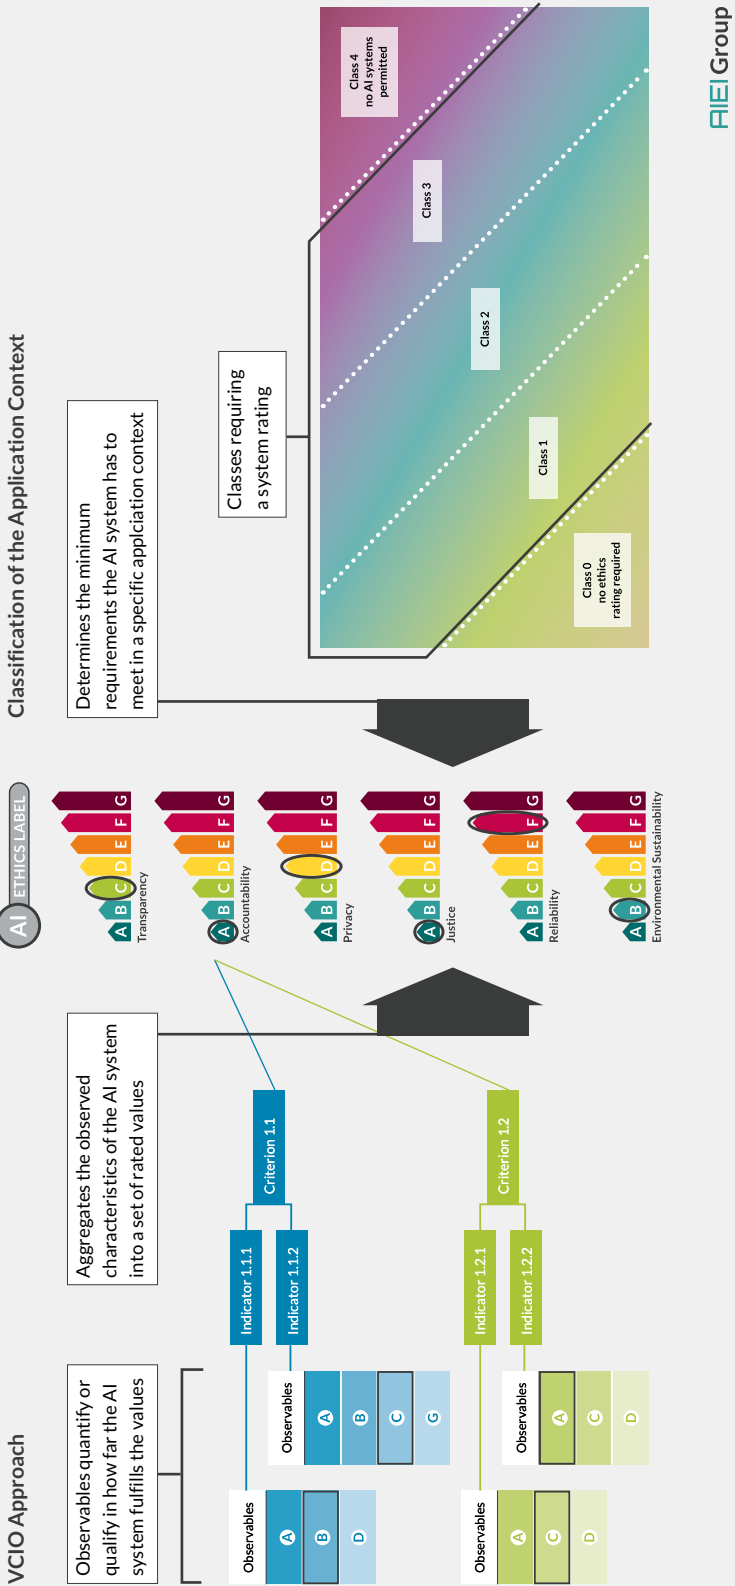 VCIO Approach
Observables quantify or
qualify in how far the AI
system fulfills the values
Observables
A
B
D
Observables
A
B
C
G
Observables
A
C
D
Observables
A
C
D
Indicator 1.1.1
Indicator 1.1.2
Indicator 1.2.1
Indicator 1.2.2
Criterion 1.1
Criterion 1.2
Aggregates the observed
characteristics of the AI system
into a set of rated values
AI ETHICS LABEL
A B C D E F G
Transparency
A B C D E F G
Accountability
A B C D E F G
Privacy
A B C D E F G
Justice
A B C D E F G
Reliability
A B C D E F G
Environmental Sustainability
Classification of the Application Context
Determines the minimum
requirements the AI system has to
meet in a specific applciation context
Classes requiring
a system rating
Class 4
no AI systems
permitted
Class 3
Class 2
Class 1
Class 0
no ethics
rating required
AIEI Group